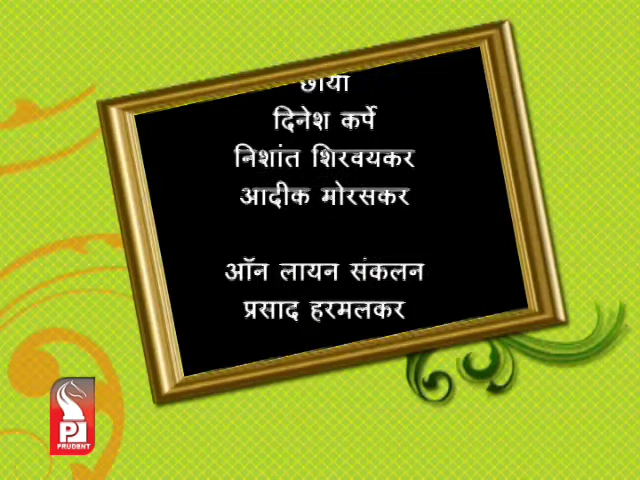 छाया
दिनेश कर्पे
निशांत शिरवयकर
आदीक मोरसकर
ऑन लायन संकलन
प्रसाद हरमलकर
PRUDENT